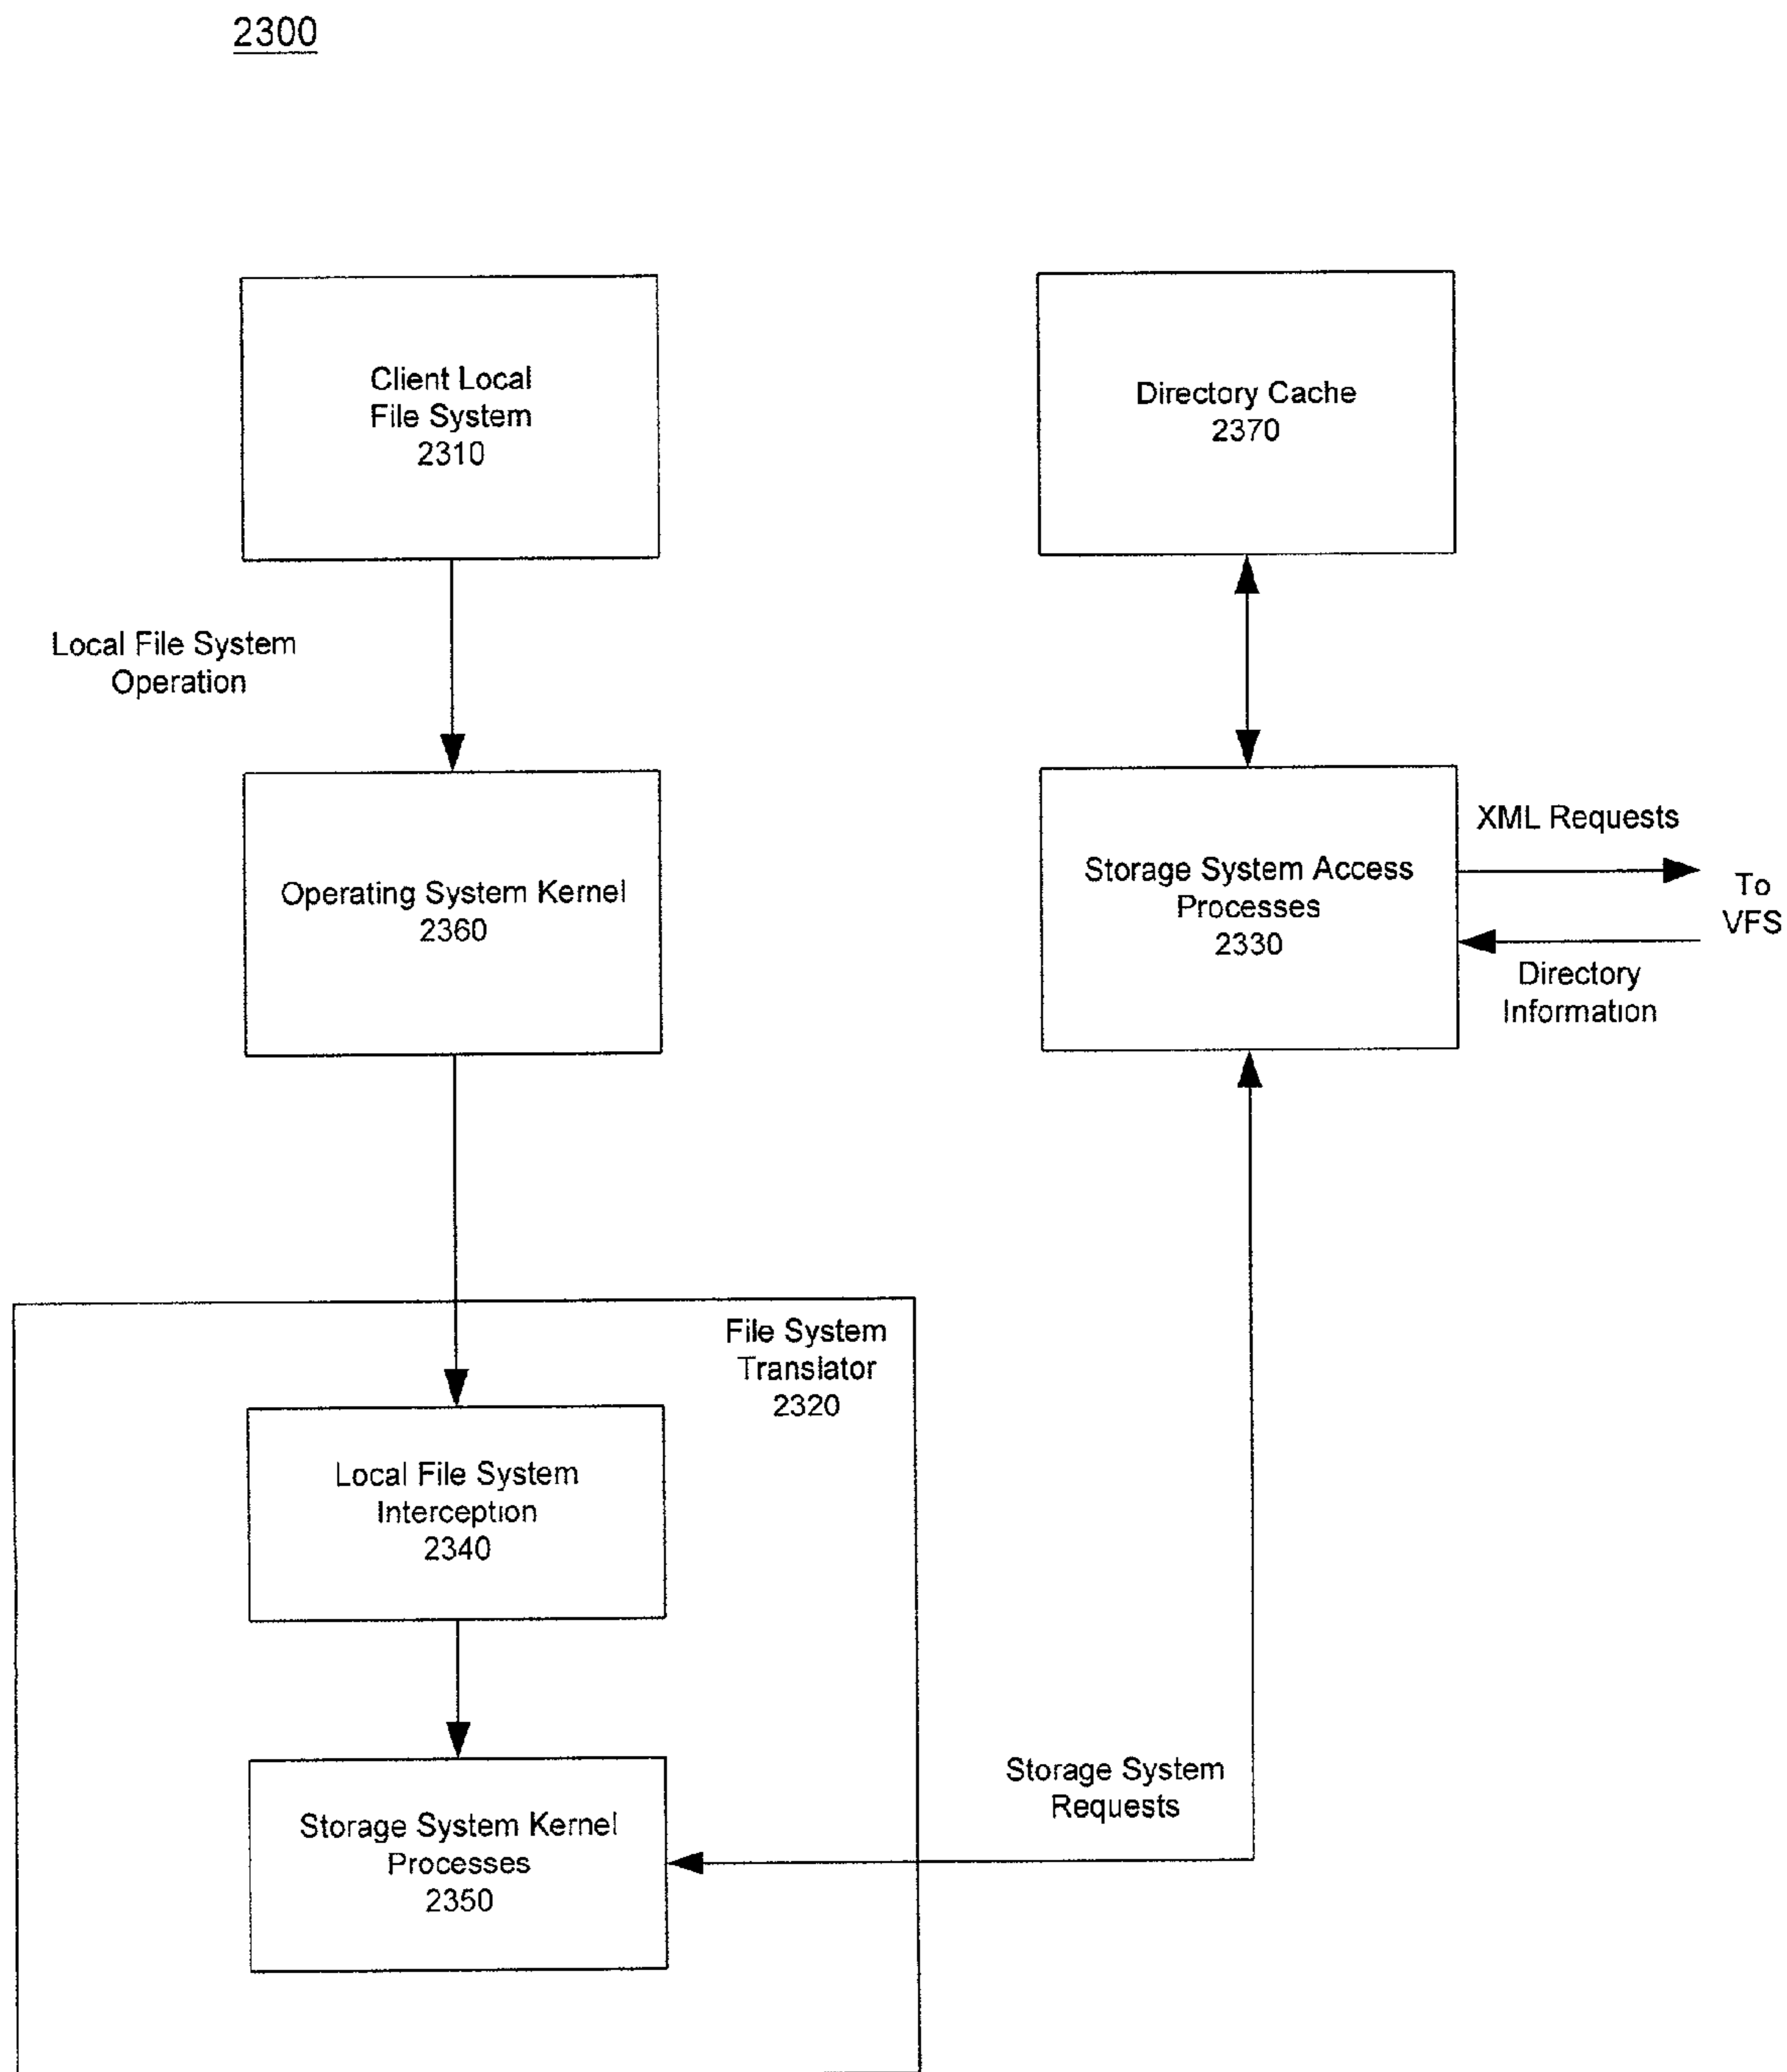 2300
Client Local
File System
2310
Directory Cache
2370
Local File System
Operation
Operating System Kernel
2360
Storage System Access
Processes
2330
XML Requests
To
VFS
Directory
Information
File System
Translator
2320
Local File System
Interception
2340
Storage System Kernel
Processes
2350
Storage System
Requests